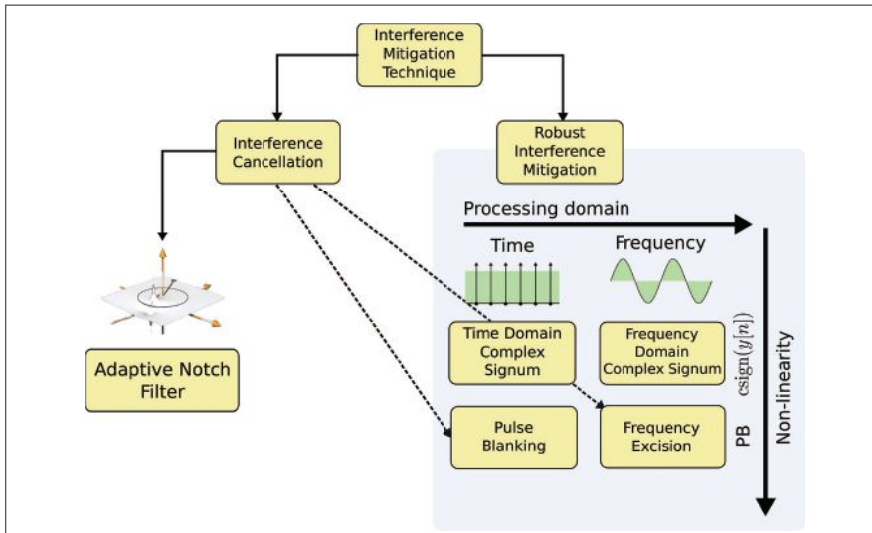 Interference
Mitigation
Technique
Interference
Cancellation
Robust
Interference
Mitigation
Processing domain
Time
Frequency
Adaptive Notch
Filter
Time Domain
Complex
Signum
Frequency
Domain
Complex Signum
csign(y[n])
Pulse
Blanking
Frequency
Excision
PB
Non-linearity